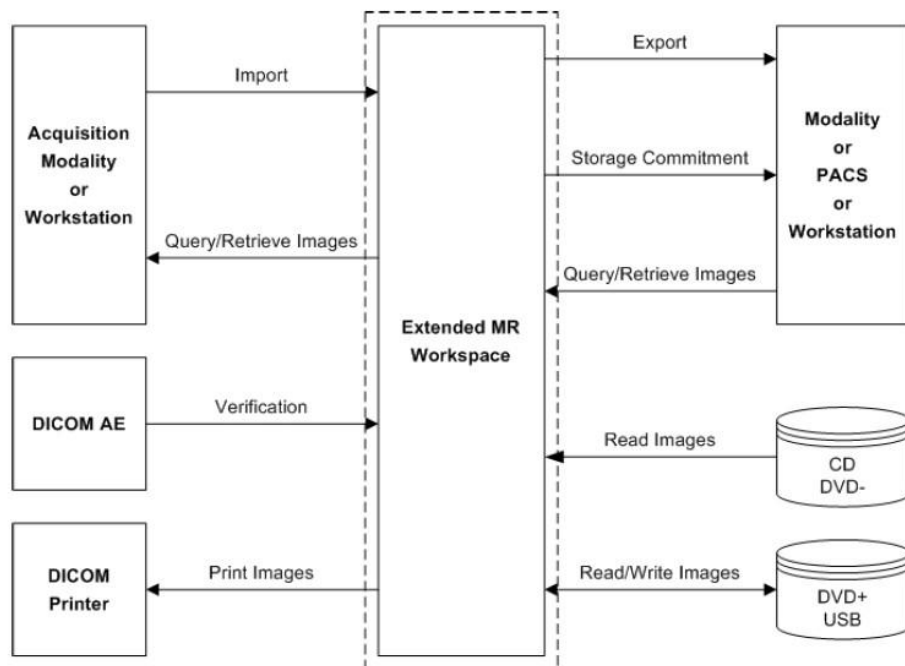 Import
Export
Acquisition
Modality
or
Workstation
Modality
or
PACS
or
Workstation
Storage Commitment
Query/Retrieve Images
Query/Retrieve Images
Extended MR
Workspace
DICOM AE
Verification
Read Images
CD
DVD-
DICOM
Printer
Print Images
Read/Write Images
DVD+
USB